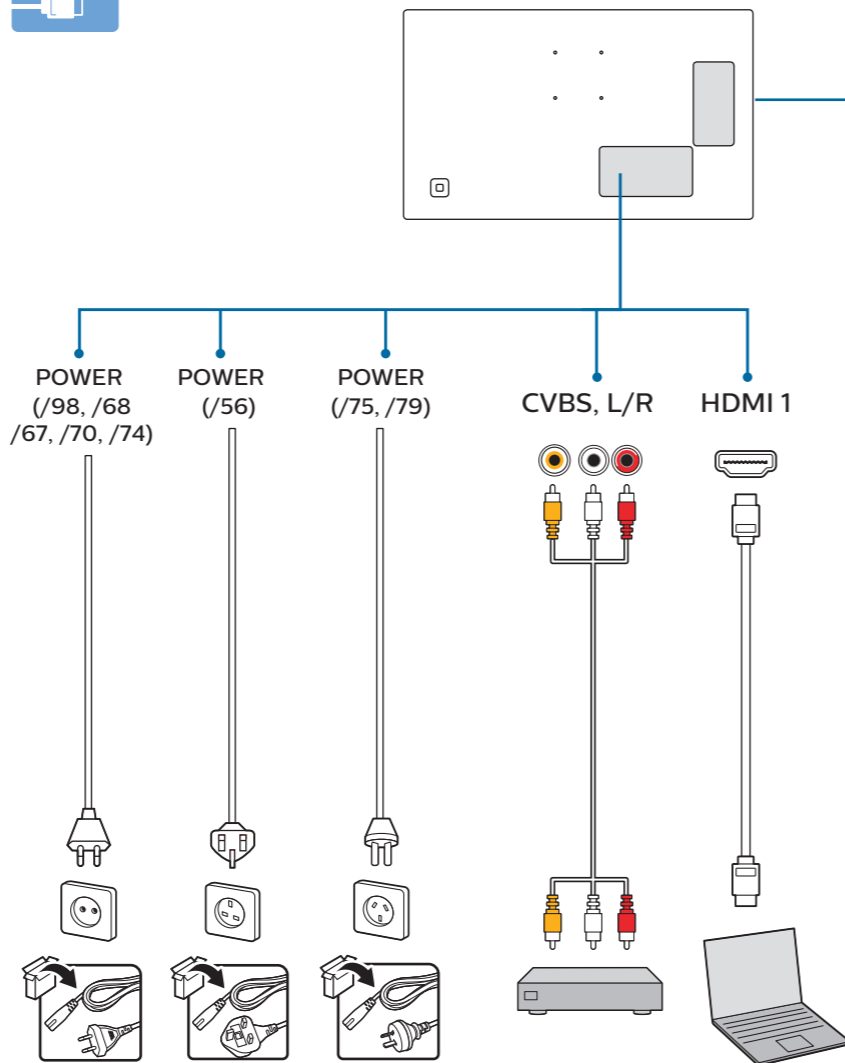 POWER
(/98, /68
/67, /70, /74)
POWER
(/56)
POWER
(/75, /79)
CVBS, L/R
HDMI 1